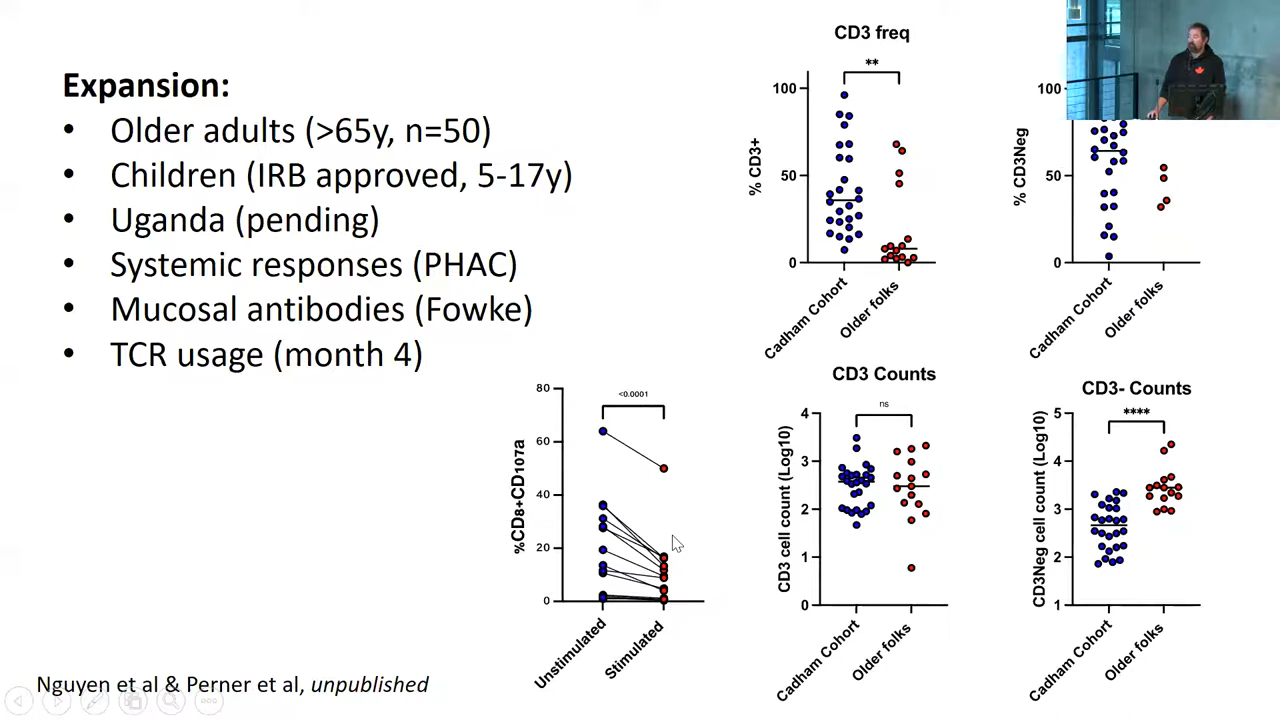 Expansion:
• Older adults (>65y, n=50)
• Children (IRB approved, 5-17y)
• Uganda (pending)
• Systemic responses (PHAC)
• Mucosal antibodies (Fowke)
• TCR usage (month 4)
CD3 freq
**
% CD3+
100
50
0
Cadham Cohort
Older folks
% CD3Neg
100
50
0
Cadham Cohort
Older folks
%CD8+CD107a
<0.0001
80
60
40
20
0
Unstimulated
Stimulated
CD3 Counts
ns
CD3 cell count (Log10)
4
3
2
1
0
Cadham Cohort
Older folks
CD3- Counts
****
CD3Neg cell count (Log10)
5
4
3
2
1
Cadham Cohort
Older folks
Nguyen et al & Perner et al, unpublished